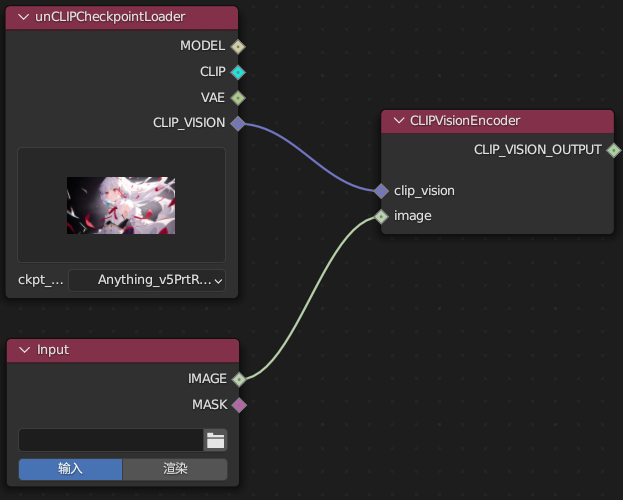 unCLIPCheckpointLoader
MODEL
CLIP
VAE
CLIP_VISION
ckpt_... Anything_v5PrtR...
CLIPVisionEncoder
CLIP_VISION_OUTPUT
clip_vision
image
Input
IMAGE
MASK
输入 渲染